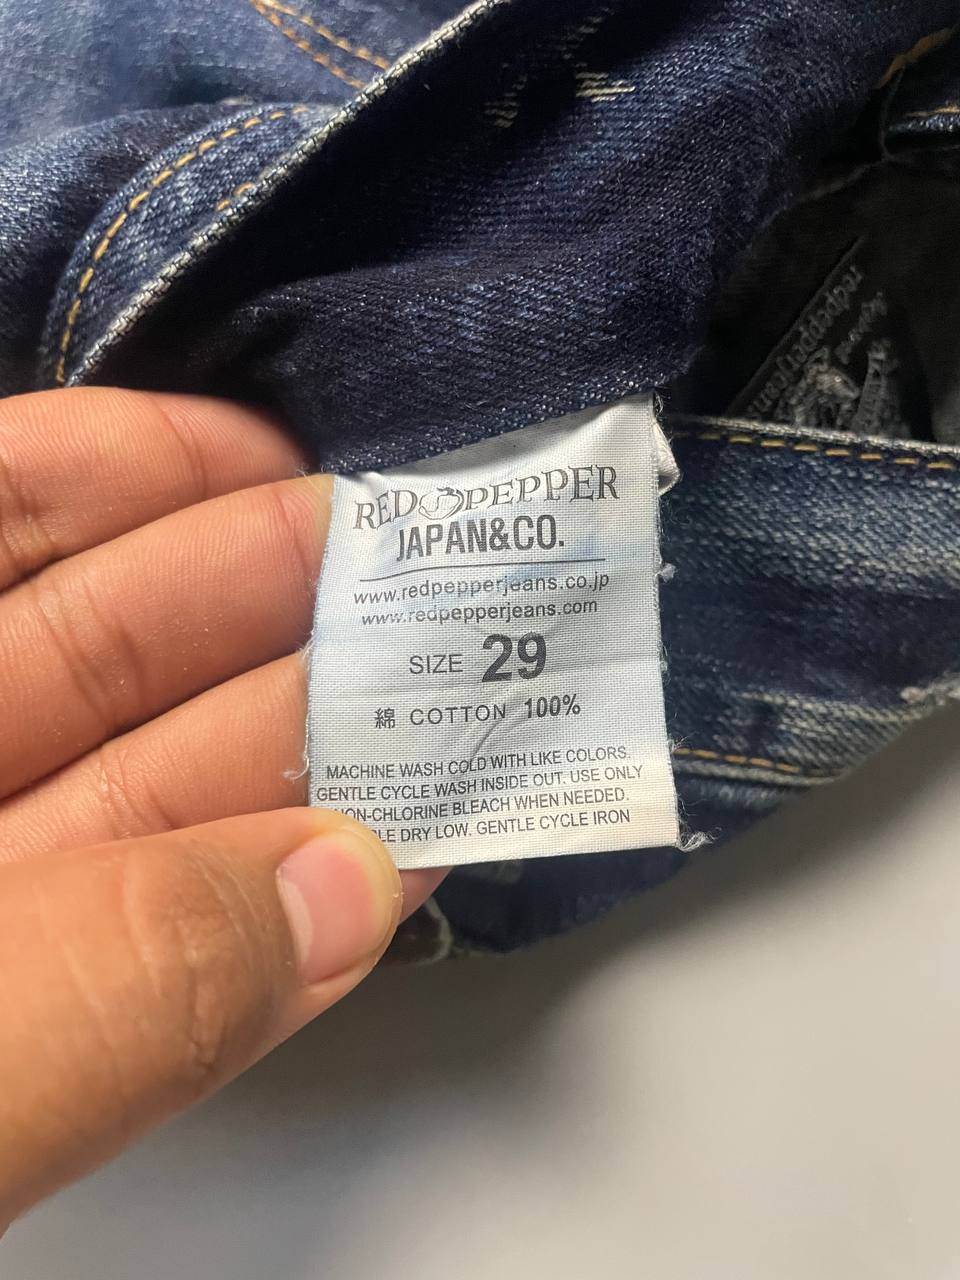 RED PEPPER
JAPAN&CO.
www.redpepperjeans.co.jp
www.redpepperjeans.com
SIZE 29
綿 COTTON 100%
MACHINE WASH COLD WITH LIKE COLORS.
GENTLE CYCLE WASH INSIDE OUT. USE ONLY
NON-CHLORINE BLEACH WHEN NEEDED.
DRY LOW. GENTLE CYCLE IRON